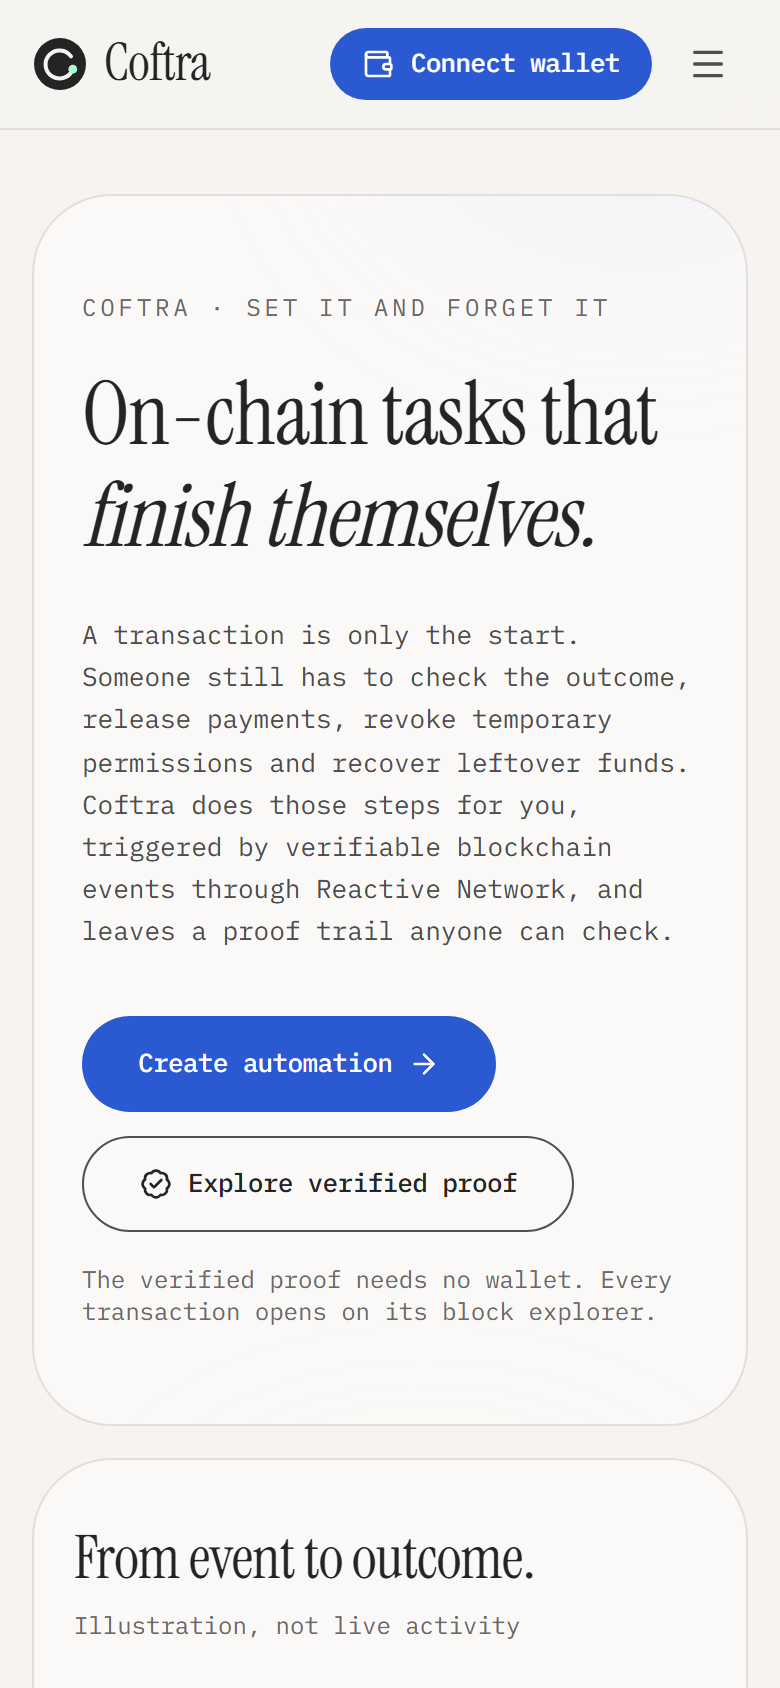 Coftra
Connect wallet
COFTRA · SET IT AND FORGET IT
On-chain tasks that
finish themselves.
A transaction is only the start.
Someone still has to check the outcome,
release payments, revoke temporary
permissions and recover leftover funds.
Coftra does those steps for you,
triggered by verifiable blockchain
events through Reactive Network, and
leaves a proof trail anyone can check.
Create automation →
Explore verified proof
The verified proof needs no wallet. Every
transaction opens on its block explorer.
From event to outcome.
Illustration, not live activity